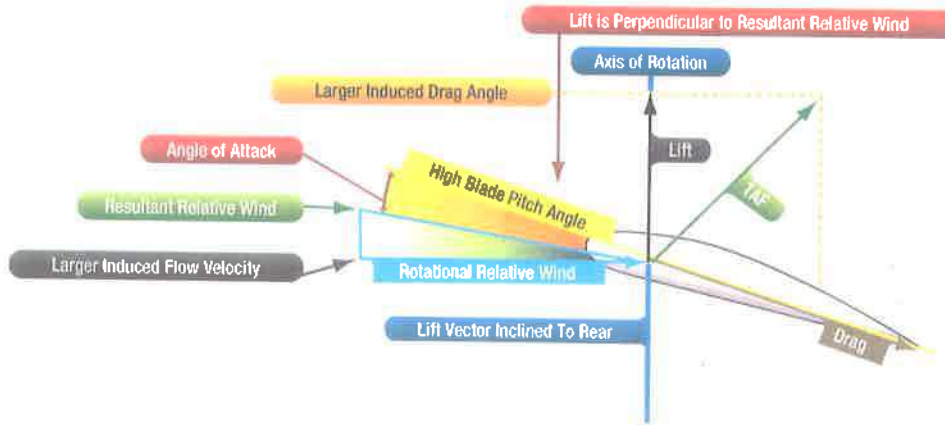 Lift is Perpendicular to Resultant Relative Wind
Axis of Rotation
Larger Induced Drag Angle
Lift
Angle of Attack
High Blade Pitch Angle
TAF
Resultant Relative Wind
Larger Induced Flow Velocity
Rotational Relative Wind
Lift Vector Inclined To Rear
Drag